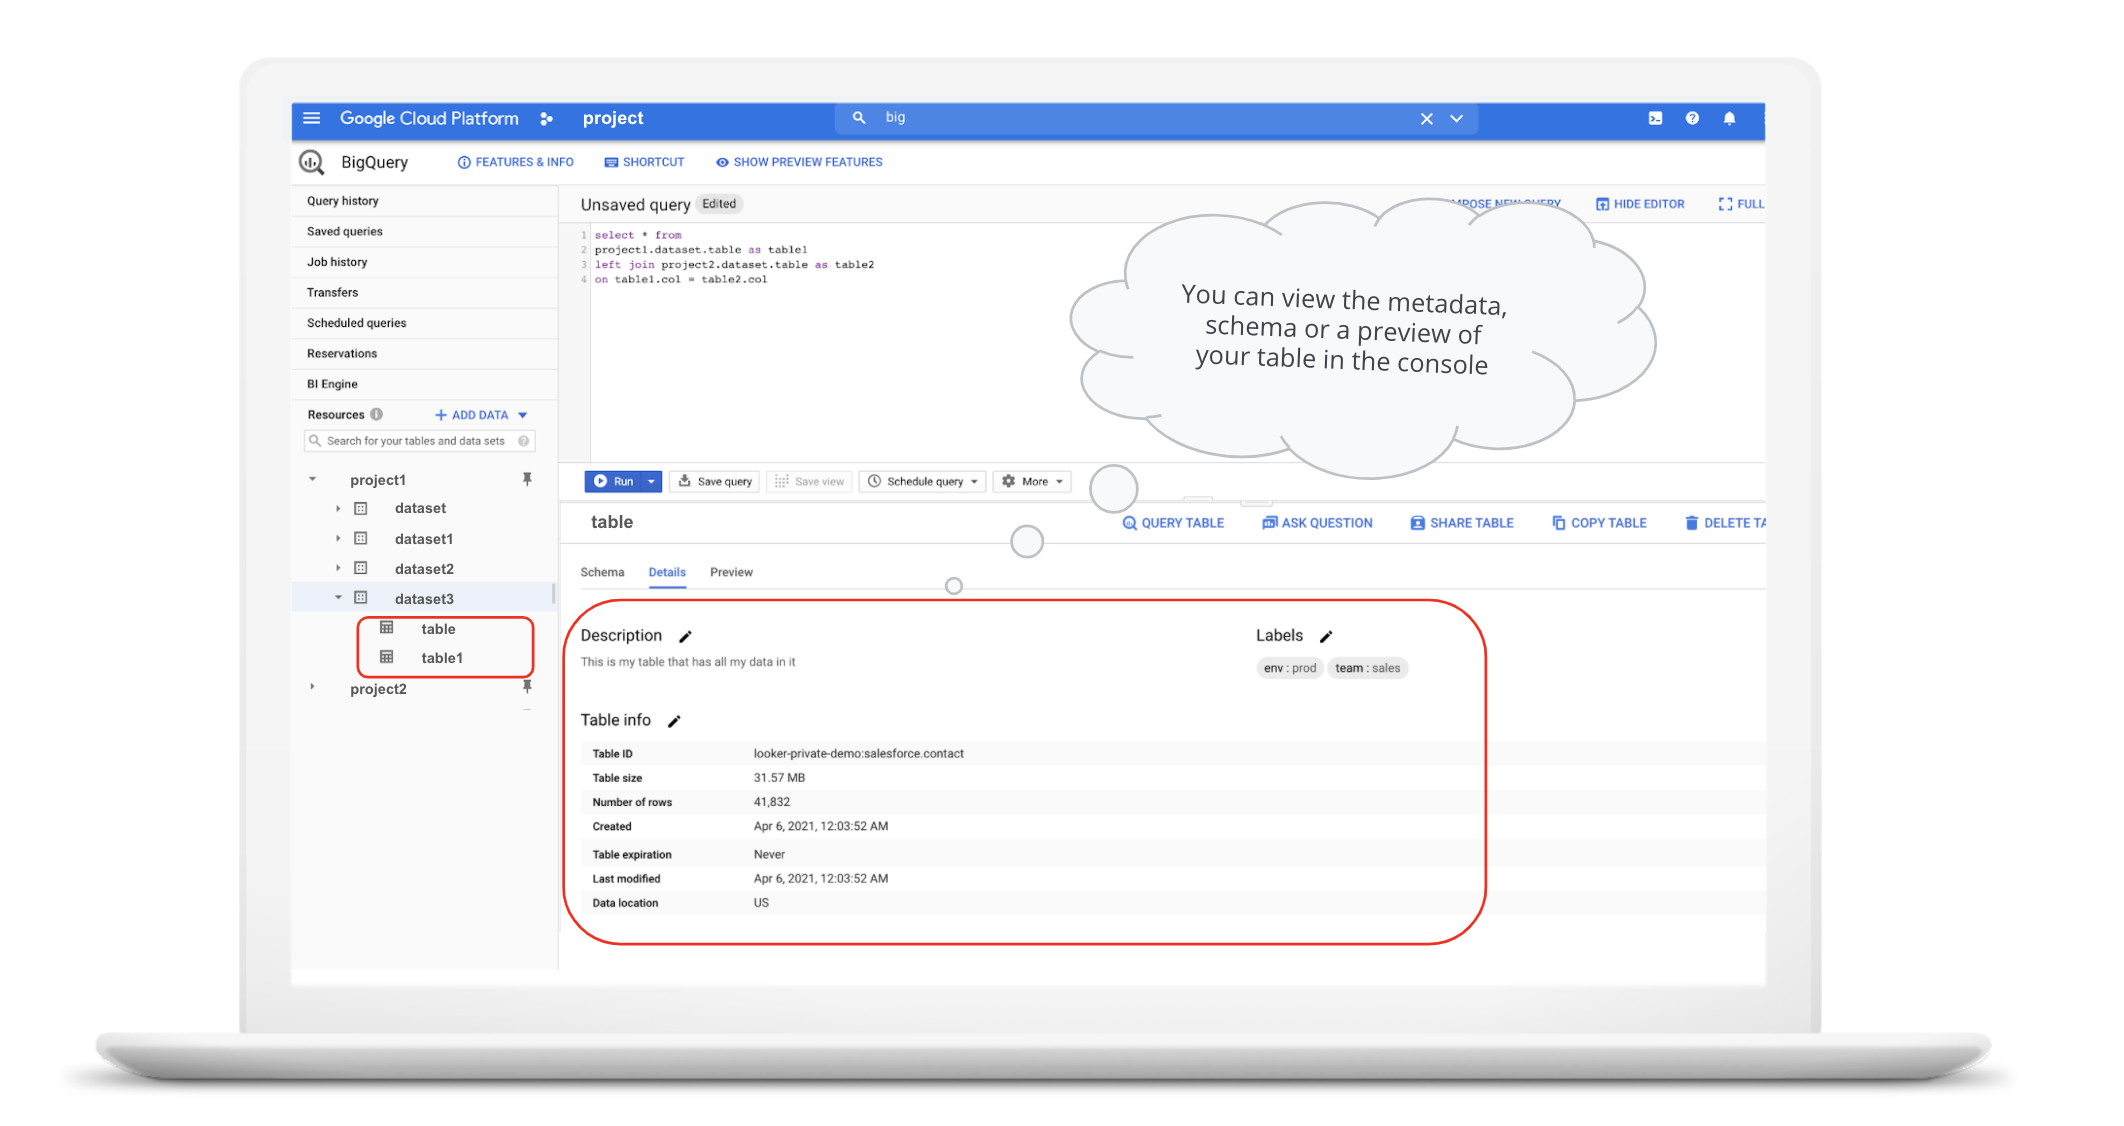 Google Cloud Platform project big
BigQuery FEATURES & INFO SHORTCUT SHOW PREVIEW FEATURES
Query history
Saved queries
Job history
Transfers
Scheduled queries
Reservations
BI Engine
Resources ADD DATA
Search for your tables and data sets
project1
dataset
dataset1
dataset2
dataset3
table
table1
project2
Unsaved query Edited
NEW QUERY HIDE EDITOR FULL
1 select * from
2 project1.dataset.table as table1
3 left join project2.dataset.table as table2
4 on table1.col = table2.col
You can view the metadata,
schema or a preview of
your table in the console
Run Save query Save view Schedule query More
table QUERY TABLE ASK QUESTION SHARE TABLE COPY TABLE DELETE TA
Schema Details Preview
Description
This is my table that has all my data in it
Labels
env : prod team : sales
Table info
Table ID looker-private-demo:salesforce.contact
Table size 31.57 MB
Number of rows 41,832
Created Apr 6, 2021, 12:03:52 AM
Table expiration Never
Last modified Apr 6, 2021, 12:03:52 AM
Data location US